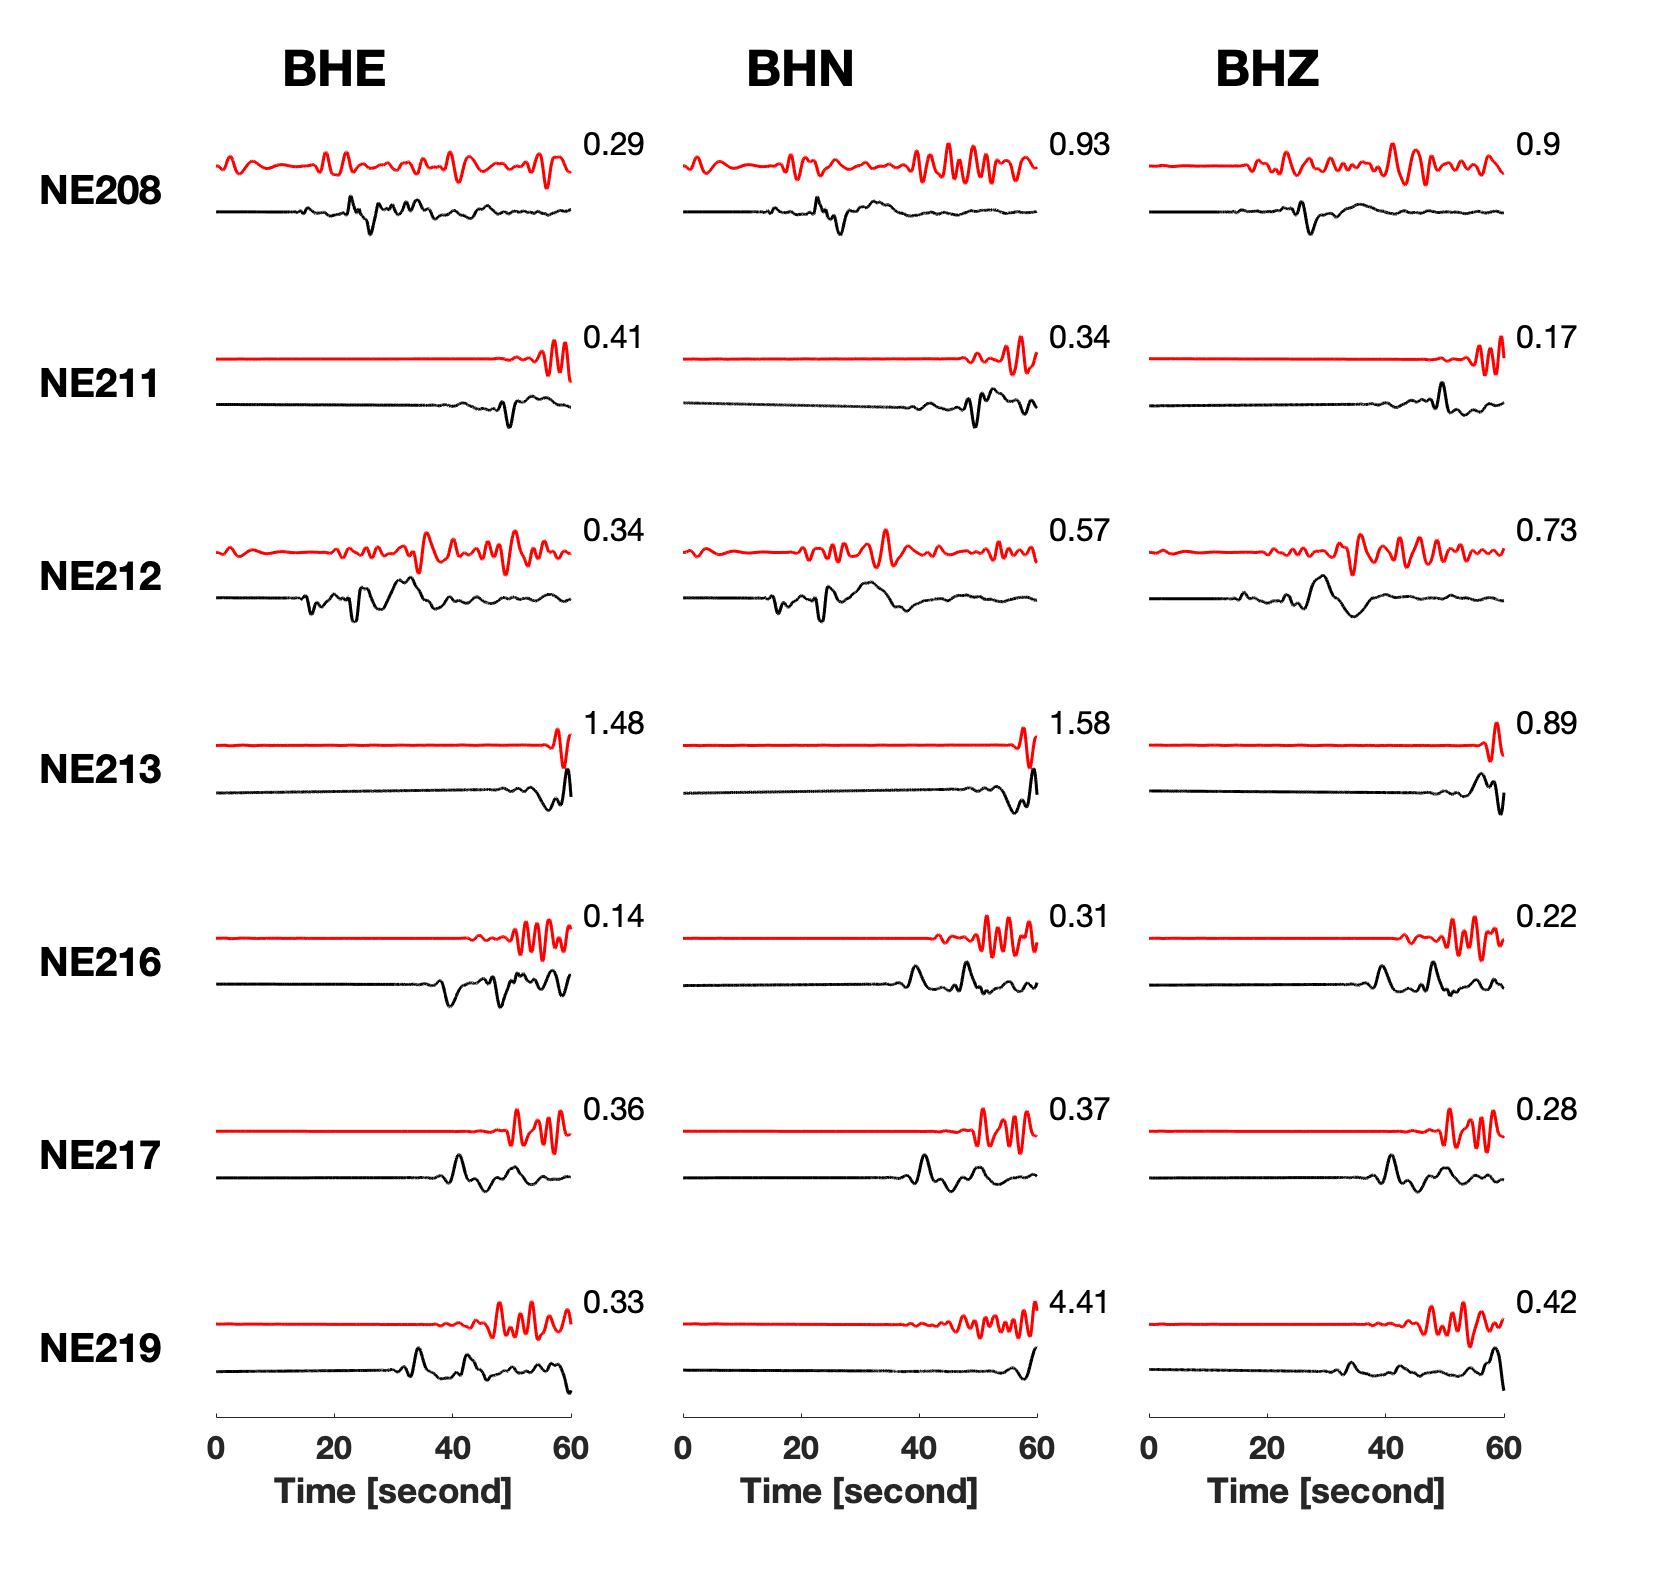 BHE BHN BHZ
NE208 0.29 0.93 0.9
NE211 0.41 0.34 0.17
NE212 0.34 0.57 0.73
NE213 1.48 1.58 0.89
NE216 0.14 0.31 0.22
NE217 0.36 0.37 0.28
NE219 0.33 4.41 0.42
0 20 40 60 0 20 40 60 0 20 40 60
Time [second] Time [second] Time [second]